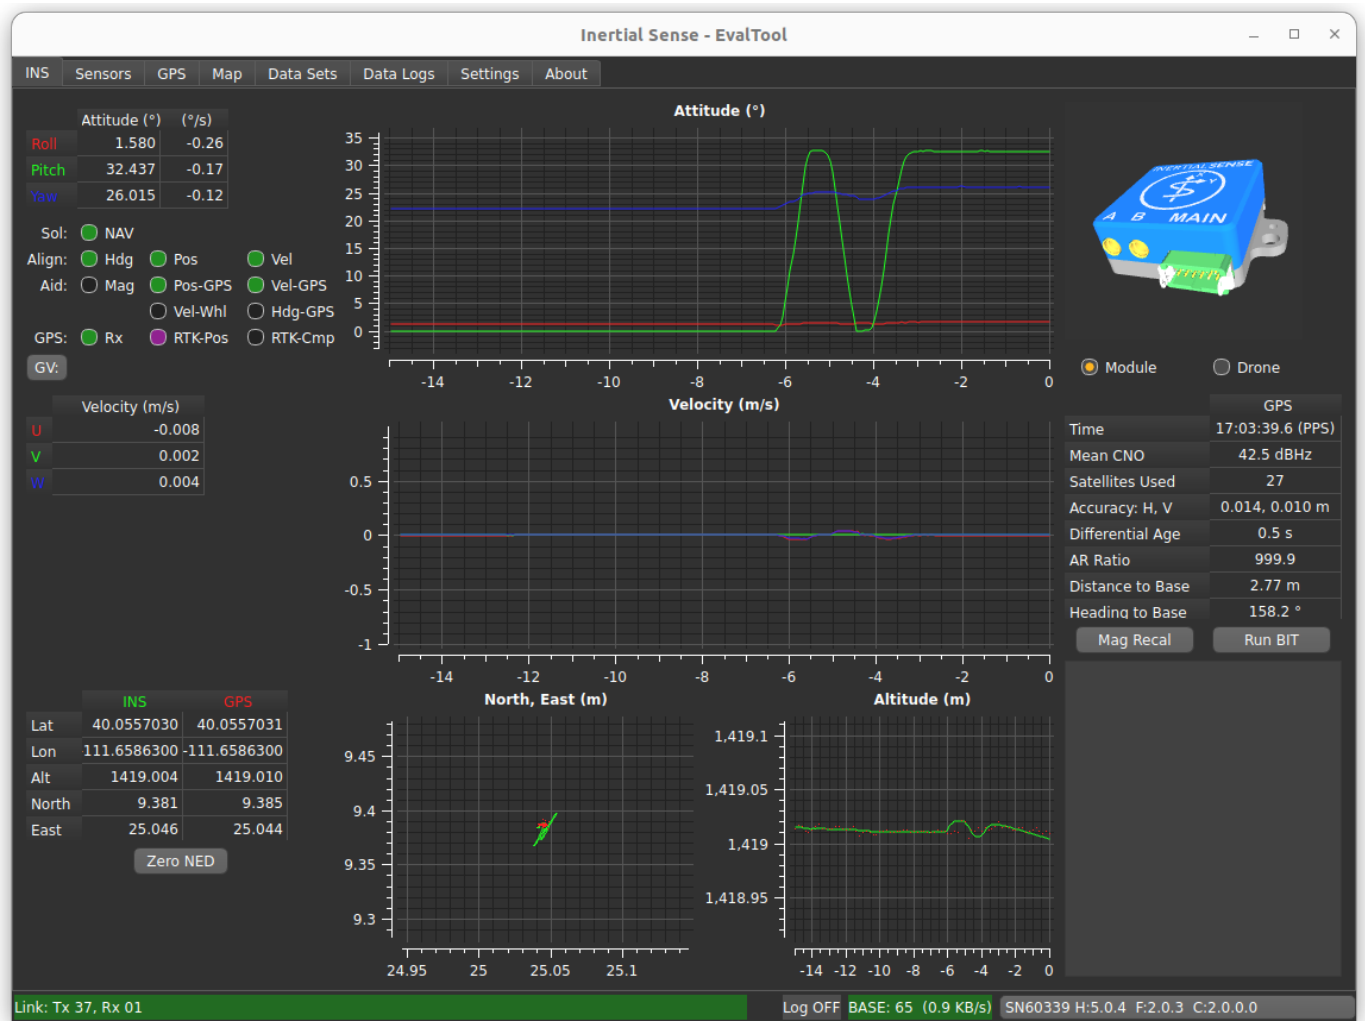 Inertial Sense - EvalTool
INS Sensors GPS Map Data Sets Data Logs Settings About
Attitude (°) (°/s)
Roll 1.580 -0.26
Pitch 32.437 -0.17
Yaw 26.015 -0.12
Sol: NAV
Align: Hdg Pos Vel
Aid: Mag Pos-GPS Vel-GPS
Vel-Whl Hdg-GPS
GPS: Rx RTK-Pos RTK-Cmp
GV:
Attitude (°)
35
30
25
20
15
10
5
0
-14 -12 -10 -8 -6 -4 -2 0
INERTIAL SENSE
X
Y
A B MAIN
Module Drone
Velocity (m/s)
U -0.008
V 0.002
W 0.004
Velocity (m/s)
0.5
0
-0.5
-1
-14 -12 -10 -8 -6 -4 -2 0
GPS
Time 17:03:39.6 (PPS)
Mean CNO 42.5 dBHz
Satellites Used 27
Accuracy: H, V 0.014, 0.010 m
Differential Age 0.5 s
AR Ratio 999.9
Distance to Base 2.77 m
Heading to Base 158.2 °
Mag Recal Run BIT
INS GPS
Lat 40.0557030 40.0557031
Lon -111.6586300 -111.6586300
Alt 1419.004 1419.010
North 9.381 9.385
East 25.046 25.044
Zero NED
North, East (m)
9.45
9.4
9.35
9.3
24.95 25 25.05 25.1
Altitude (m)
1,419.1
1,419.05
1,419
1,418.95
-14 -12 -10 -8 -6 -4 -2 0
Link: Tx 37, Rx 01
Log OFF BASE: 65 (0.9 KB/s) SN60339 H:5.0.4 F:2.0.3 C:2.0.0.0